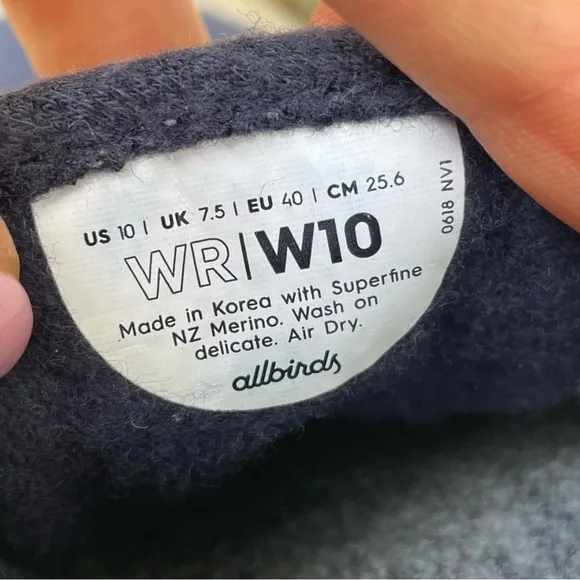 US 10 | UK 7.5 | EU 40 | CM 25.6
WR|W10
Made in Korea with Superfine
NZ Merino. Wash on
delicate. Air Dry.
allbirds
0618 NV1